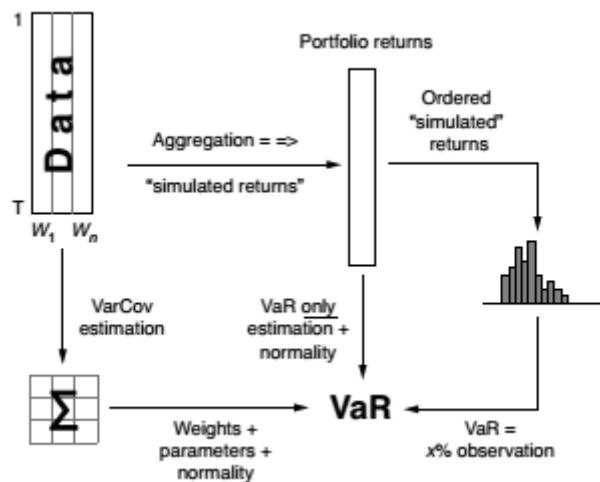 1
Data
T
W1 Wn
Portfolio returns
Aggregation = =>
"simulated returns"
Ordered
"simulated"
returns
VarCov
estimation
VaR only
estimation +
normality
Σ
Weights +
parameters +
normality
VaR
VaR =
x% observation